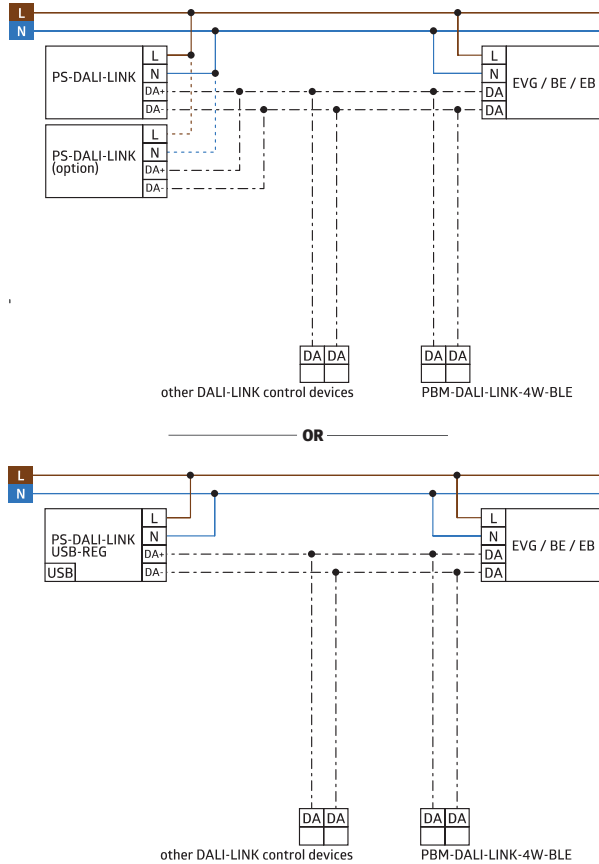 L
N
PS-DALI-LINK
L
N
DA+
DA-
L
N
DA
DA
EVG / BE / EB
PS-DALI-LINK
(option)
L
N
DA+
DA-
DA DA
DA DA
other DALI-LINK control devices
PBM-DALI-LINK-4W-BLE
OR
L
N
PS-DALI-LINK
USB-REG
USB
L
N
DA+
DA-
L
N
DA
DA
EVG / BE / EB
DA DA
DA DA
other DALI-LINK control devices
PBM-DALI-LINK-4W-BLE